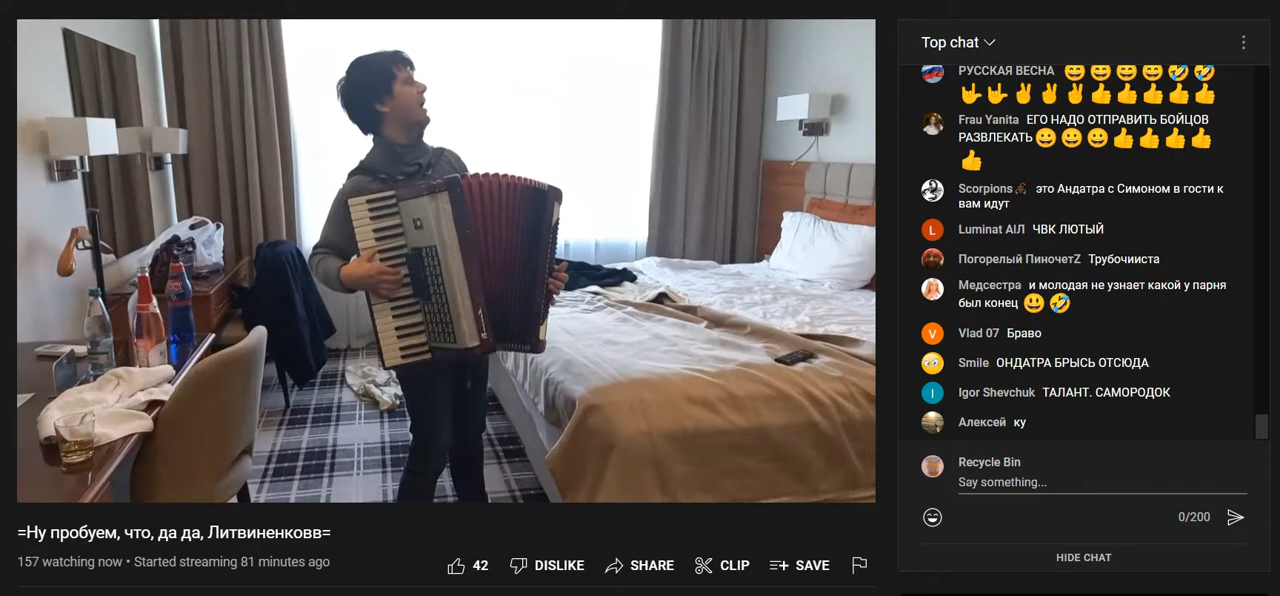 Top chat
РУССКАЯ ВЕСНА 😄😄😄😄🤣🤣
🤟🤟✌✌✌👍👍👍👍👍
Frau Yanita ЕГО НАДО ОТПРАВИТЬ БОЙЦОВ
РАЗВЛЕКАТЬ😀😀😀👍👍👍👍
👍
Scorpions🦂 это Андатра с Симоном в гости к
вам идут
L Luminat АІЛ ЧВК ЛЮТЫЙ
Погорелый ПиночетZ Трубочииста
Медсестра и молодая не узнает какой у парня
был конец 😃🤣
V Vlad 07 Браво
Smile ОНДАТРА БРЫСЬ ОТСЮДА
I Igor Shevchuk ТАЛАНТ. САМОРОДОК
Алексей ку
Recycle Bin
Say something...
0/200
HIDE CHAT
=Ну пробуем, что, да да, Литвиненковв=
157 watching now • Started streaming 81 minutes ago
42 DISLIKE SHARE CLIP SAVE